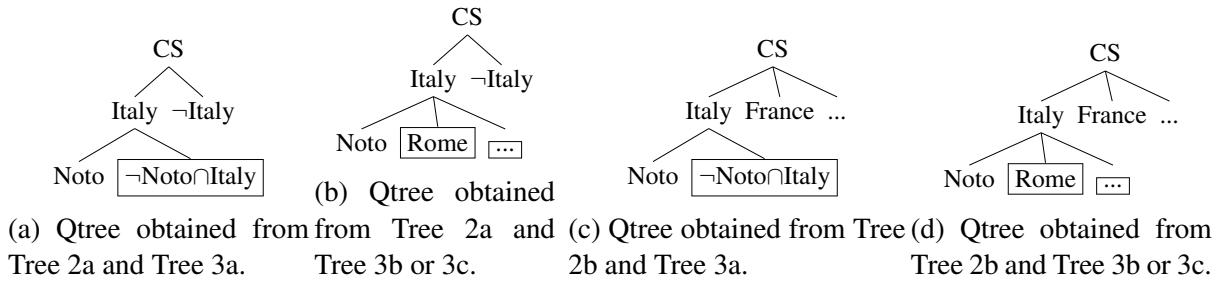 CS
Italy ¬Italy
Noto ¬Noto∩Italy
(a) Qtree obtained from
Tree 2a and Tree 3a.
CS
Italy ¬Italy
Noto Rome ...
(b) Qtree obtained
from Tree 2a and
Tree 3b or 3c.
CS
Italy France ...
Noto ¬Noto∩Italy
(c) Qtree obtained from Tree
2b and Tree 3a.
CS
Italy France ...
Noto Rome ...
(d) Qtree obtained from
Tree 2b and Tree 3b or 3c.